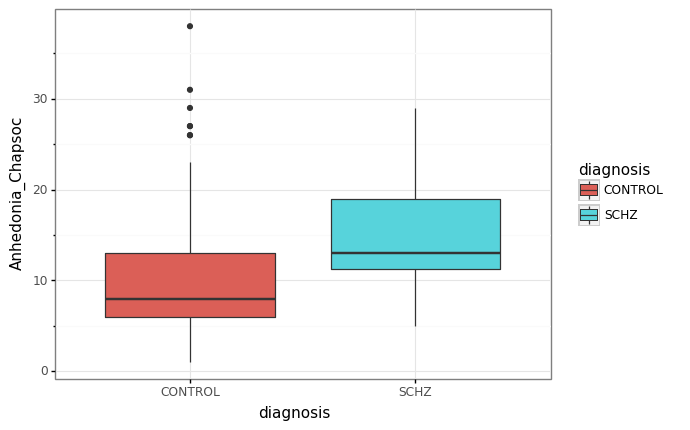 Anhedonia_Chapsoc
30
20
10
0
CONTROL
SCHZ
diagnosis
diagnosis
CONTROL
SCHZ